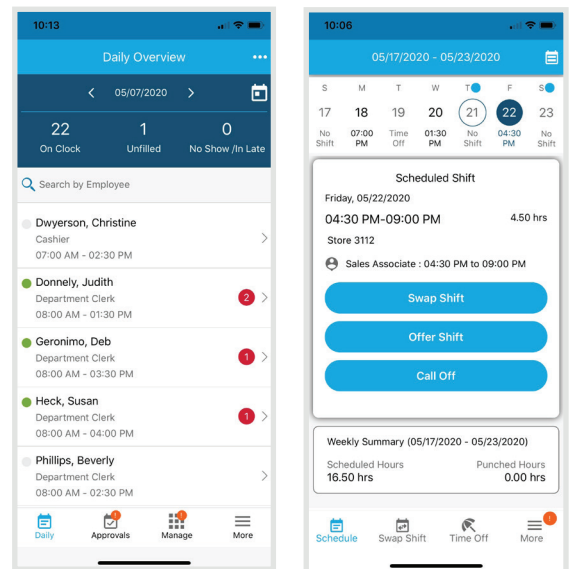 10:13
Daily Overview
05/07/2020
22 1 0
On Clock Unfilled No Show /In Late
Search by Employee
Dwyerson, Christine
Cashier
07:00 AM - 02:30 PM
Donnely, Judith
Department Clerk
08:00 AM - 01:30 PM
2
Geronimo, Deb
Department Clerk
08:00 AM - 03:30 PM
1
Heck, Susan
Department Clerk
08:00 AM - 04:00 PM
1
Phillips, Beverly
Department Clerk
08:00 AM - 02:30 PM
! !
Daily Approvals Manage More
10:06
05/17/2020 - 05/23/2020
S M T W T F S
17 18 19 20 21 22 23
No 07:00 Time 01:30 No 04:30 No
Shift PM Off PM Shift PM Shift
Scheduled Shift
Friday, 05/22/2020
04:30 PM-09:00 PM 4.50 hrs
Store 3112
Sales Associate : 04:30 PM to 09:00 PM
Swap Shift
Offer Shift
Call Off
Weekly Summary (05/17/2020 - 05/23/2020)
Scheduled Hours Punched Hours
16.50 hrs 0.00 hrs
!
Schedule Swap Shift Time Off More